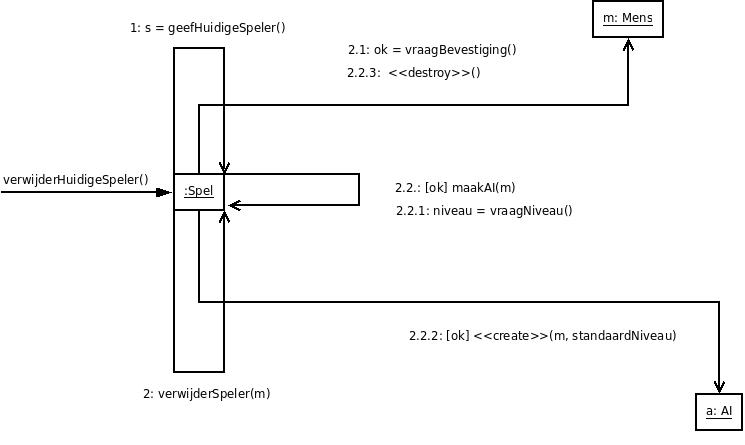 m: Mens
1: s = geefHuidigeSpeler()
2.1: ok = vraagBevestiging()
2.2.3:  <<destroy>>()
verwijderHuidigeSpeler()
:Spel
2.2.: [ok] maakAI(m)
2.2.1: niveau = vraagNiveau()
2.2.2: [ok] <<create>>(m, standaardNiveau)
2: verwijderSpeler(m)
a: AI